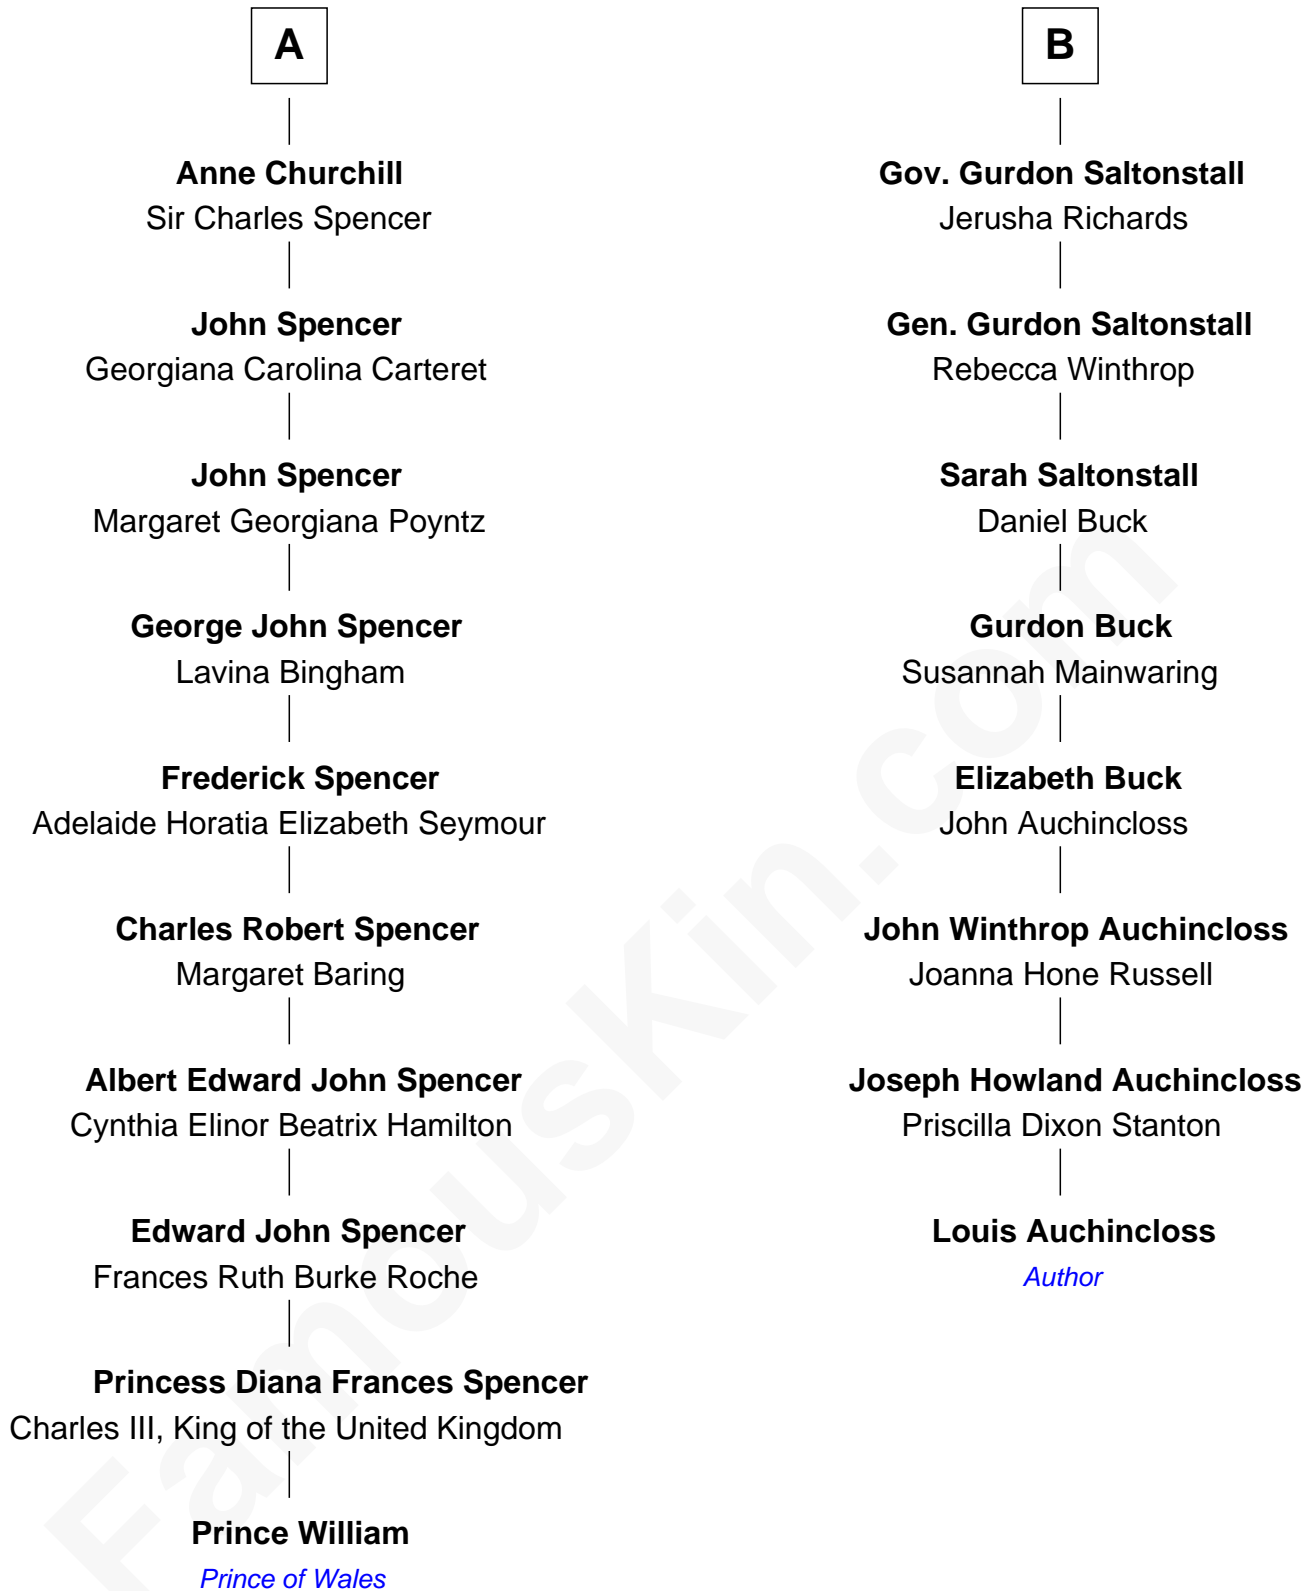 A
Anne Churchill
Sir Charles Spencer
John Spencer
Georgiana Carolina Carteret
John Spencer
Margaret Georgiana Poyntz
George John Spencer
Lavina Bingham
Frederick Spencer
Adelaide Horatia Elizabeth Seymour
Charles Robert Spencer
Margaret Baring
Albert Edward John Spencer
Cynthia Elinor Beatrix Hamilton
Edward John Spencer
Frances Ruth Burke Roche
Princess Diana Frances Spencer
Charles III, King of the United Kingdom
Prince William
Prince of Wales
B
Gov. Gurdon Saltonstall
Jerusha Richards
Gen. Gurdon Saltonstall
Rebecca Winthrop
Sarah Saltonstall
Daniel Buck
Gurdon Buck
Susannah Mainwaring
Elizabeth Buck
John Auchincloss
John Winthrop Auchincloss
Joanna Hone Russell
Joseph Howland Auchincloss
Priscilla Dixon Stanton
Louis Auchincloss
Author
FamousKin.com